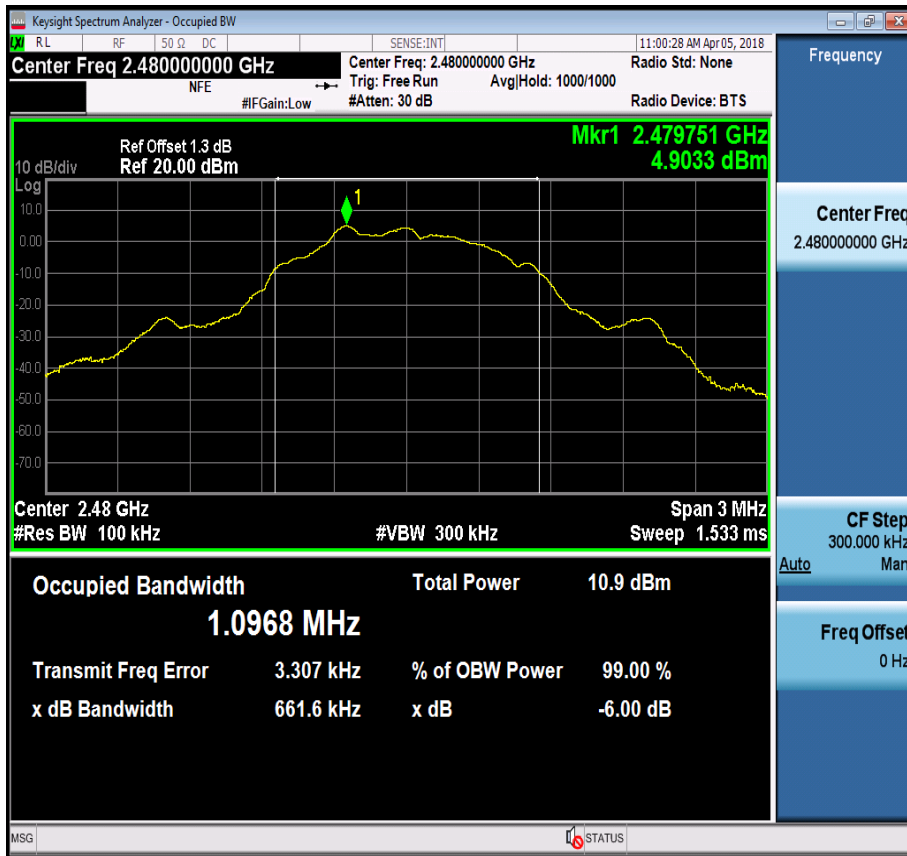 Keysight Spectrum Analyzer - Occupied BW
LXI RL RF 50 Ω DC SENSE:INT 11:00:28 AM Apr 05, 2018
Center Freq 2.480000000 GHz
Center Freq: 2.480000000 GHz
Radio Std: None
NFE
Trig: Free Run
Avg|Hold: 1000/1000
#IFGain:Low
#Atten: 30 dB
Radio Device: BTS
Mkr1 2.479751 GHz
4.9033 dBm
Ref Offset 1.3 dB
10 dB/div Ref 20.00 dBm
Log
1
10.0
0.00
-10.0
-20.0
-30.0
-40.0
-50.0
-60.0
-70.0
Center 2.48 GHz Span 3 MHz
#Res BW 100 kHz #VBW 300 kHz Sweep 1.533 ms
Occupied Bandwidth Total Power 10.9 dBm
1.0968 MHz
Transmit Freq Error 3.307 kHz % of OBW Power 99.00 %
x dB Bandwidth 661.6 kHz x dB -6.00 dB
MSG STATUS
Frequency
Center Freq
2.480000000 GHz
CF Step
300.000 kHz
Auto Man
Freq Offset
0 Hz